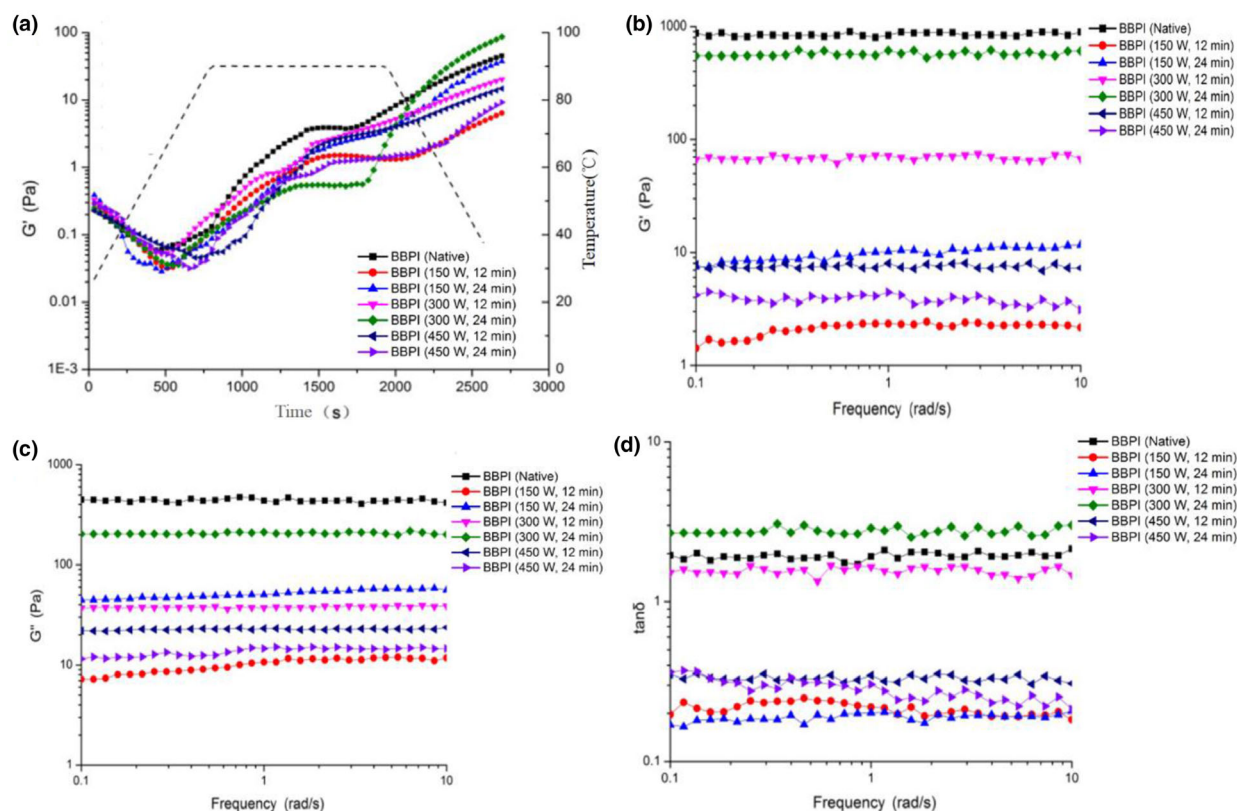 (a)
100
10
1
0.1
0.01
1E-3
G' (Pa)
0
500
1000
1500
2000
2500
3000
Time (s)
100
80
60
40
20
0
Temperature(℃)
BBPI (Native)
BBPI (150 W, 12 min)
BBPI (150 W, 24 min)
BBPI (300 W, 12 min)
BBPI (300 W, 24 min)
BBPI (450 W, 12 min)
BBPI (450 W, 24 min)
(b)
1000
100
10
1
G' (Pa)
0.1
1
10
Frequency (rad/s)
BBPI (Native)
BBPI (150 W, 12 min)
BBPI (150 W, 24 min)
BBPI (300 W, 12 min)
BBPI (300 W, 24 min)
BBPI (450 W, 12 min)
BBPI (450 W, 24 min)
(c)
1000
100
10
1
G'' (Pa)
0.1
1
10
Frequency (rad/s)
BBPI (Native)
BBPI (150 W, 12 min)
BBPI (150 W, 24 min)
BBPI (300 W, 12 min)
BBPI (300 W, 24 min)
BBPI (450 W, 12 min)
BBPI (450 W, 24 min)
(d)
10
1
0.1
tanδ
0.1
1
10
Frequency (rad/s)
BBPI (Native)
BBPI (150 W, 12 min)
BBPI (150 W, 24 min)
BBPI (300 W, 12 min)
BBPI (300 W, 24 min)
BBPI (450 W, 12 min)
BBPI (450 W, 24 min)